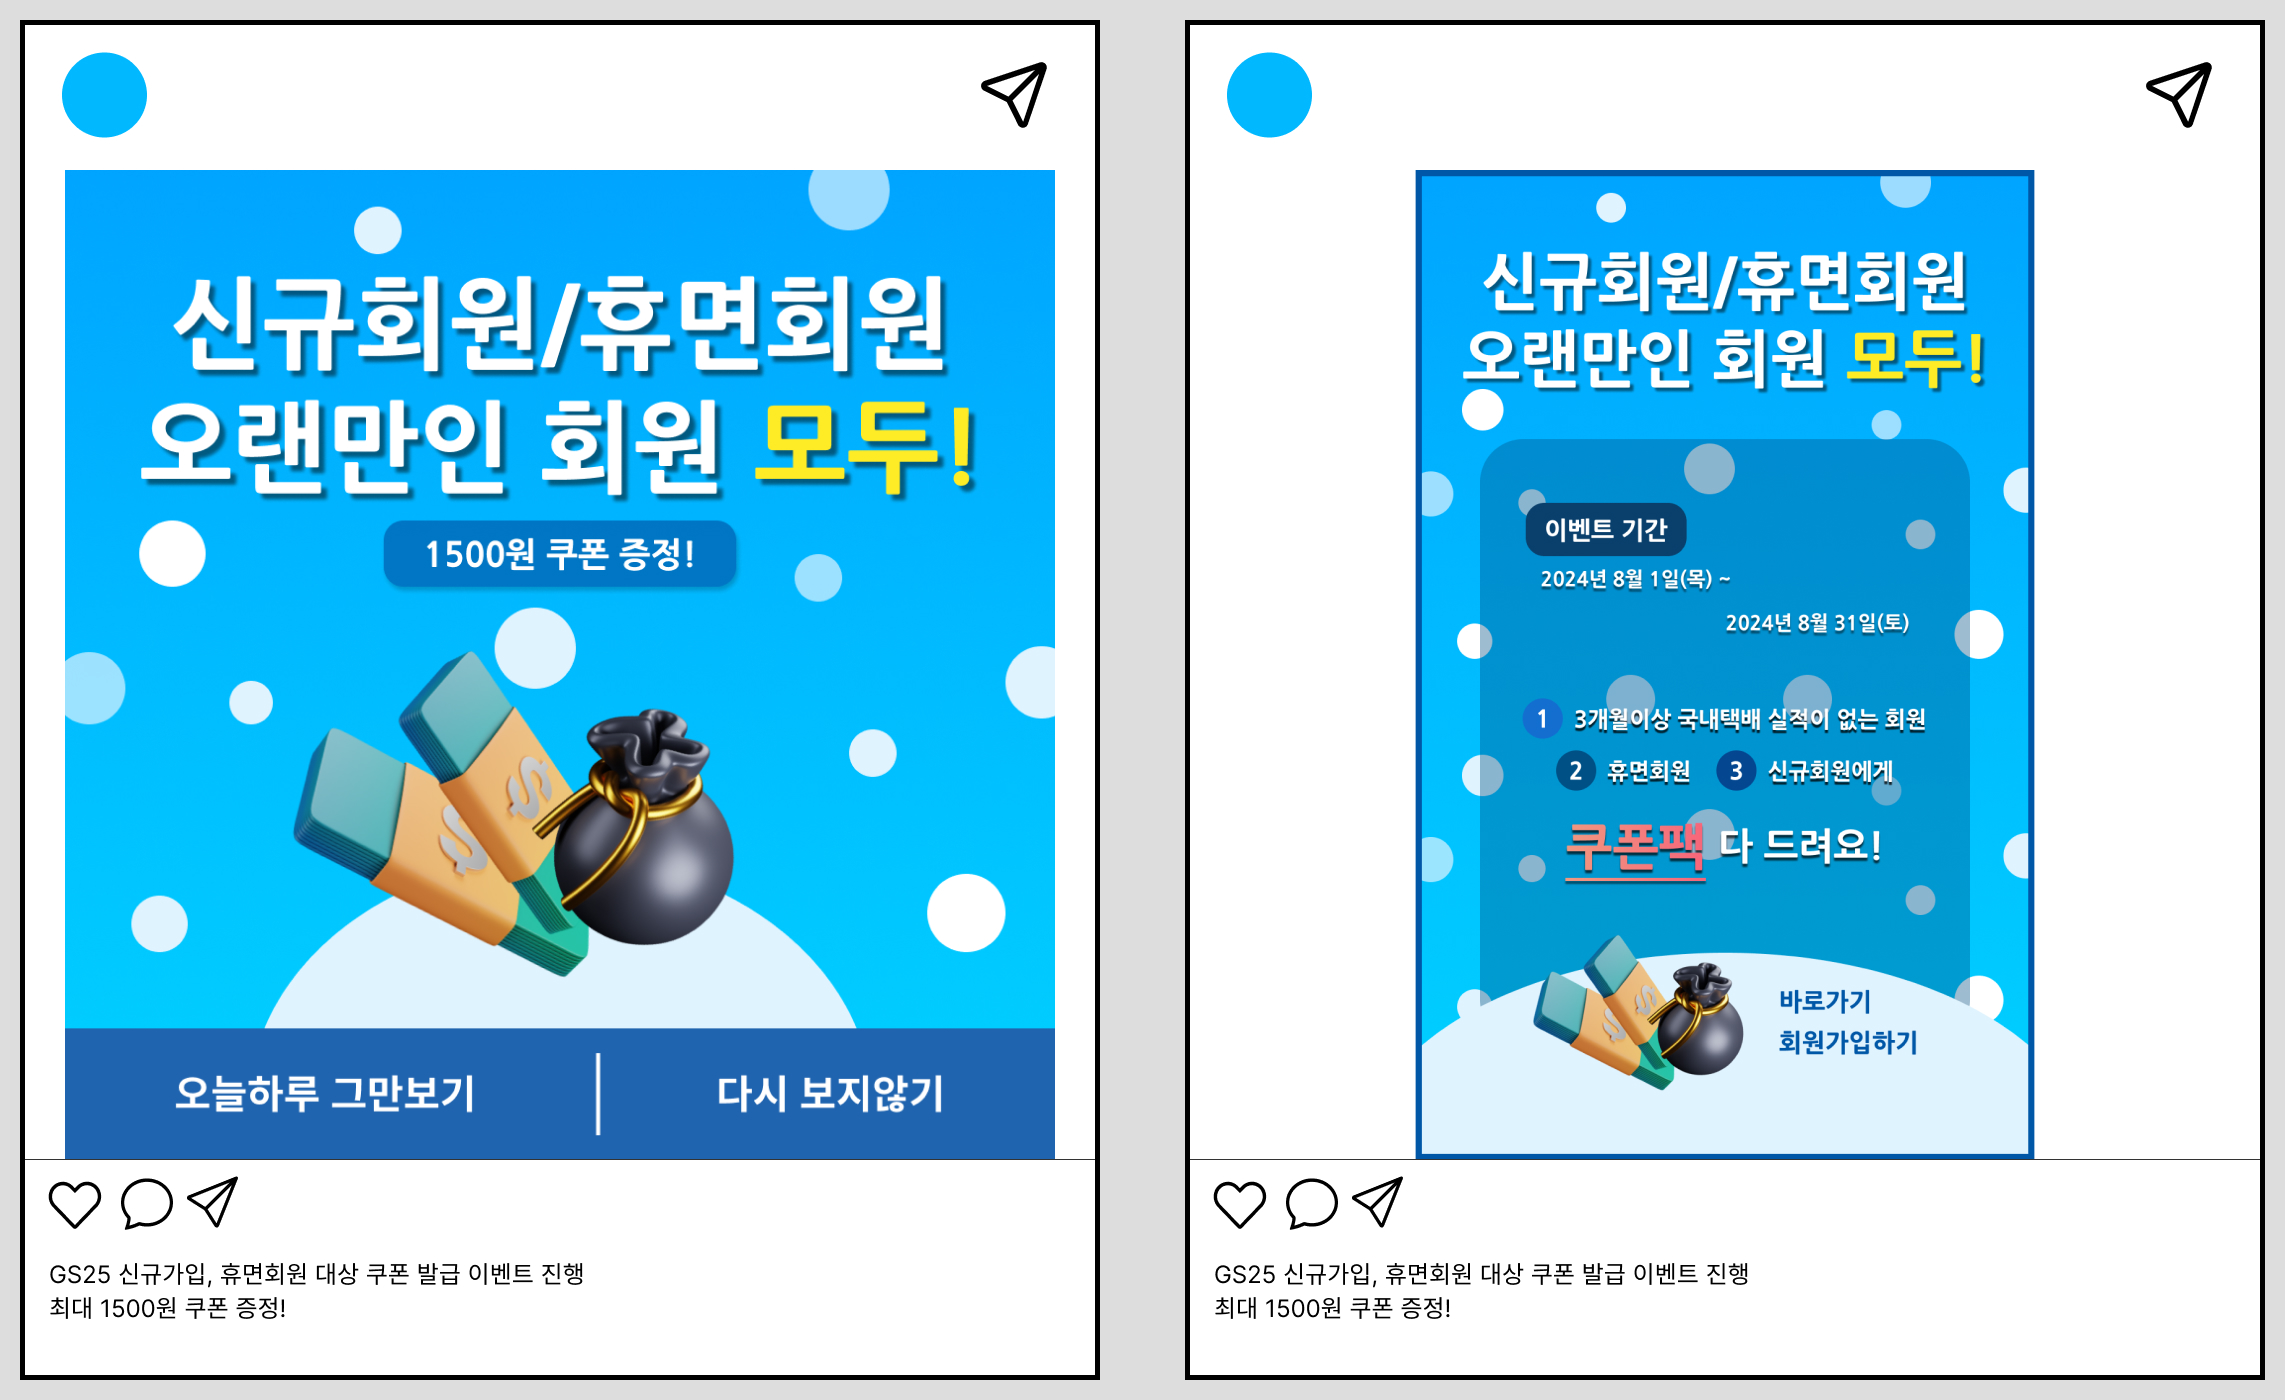 신규회원/휴면회원
오랜만인 회원 모두!
1500원 쿠폰 증정!
오늘하루 그만보기
다시 보지않기
GS25 신규가입, 휴면회원 대상 쿠폰 발급 이벤트 진행
최대 1500원 쿠폰 증정!
신규회원/휴면회원
오랜만인 회원 모두!
이벤트 기간
2024년 8월 1일(목) ~
2024년 8월 31일(토)
1 3개월이상 국내택배 실적이 없는 회원
2 휴면회원 3 신규회원에게
쿠폰팩 다 드려요!
바로가기
회원가입하기
GS25 신규가입, 휴면회원 대상 쿠폰 발급 이벤트 진행
최대 1500원 쿠폰 증정!